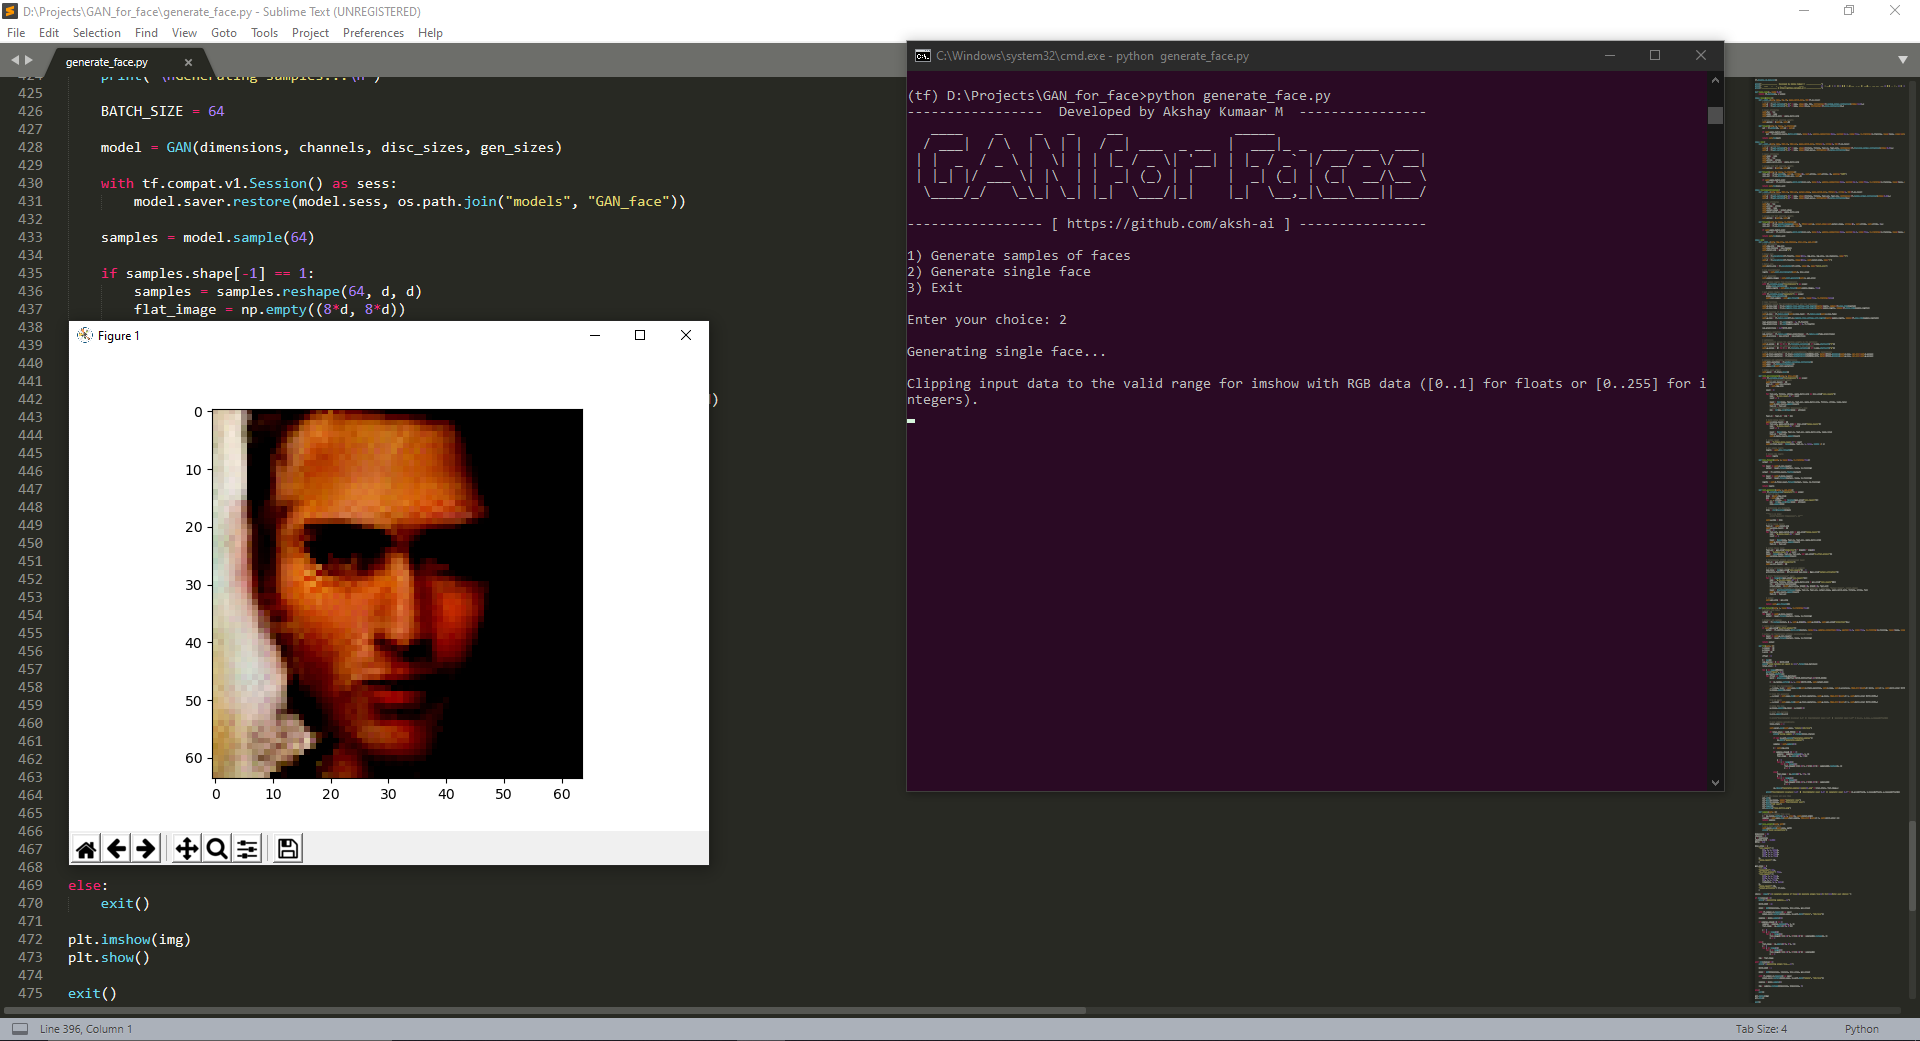 D:\Projects\GAN_for_face\generate_face.py - Sublime Text (UNREGISTERED)
File Edit Selection Find View Goto Tools Project Preferences Help
generate_face.py
424 print("\nGenerating samples...\n")
425
426 BATCH_SIZE = 64
427
428 model = GAN(dimensions, channels, disc_sizes, gen_sizes)
429
430 with tf.compat.v1.Session() as sess:
431 model.saver.restore(model.sess, os.path.join("models", "GAN_face"))
432
433 samples = model.sample(64)
434
435 if samples.shape[-1] == 1:
436 samples = samples.reshape(64, d, d)
437 flat_image = np.empty((8*d, 8*d))
438
439
440
441
442 )
443
444
445
446
447
448
449
450
451
452
453
454
455
456
457
458
459
460
461
462
463
464
465
466
467
468
469 else:
470 exit()
471
472 plt.imshow(img)
473 plt.show()
474
475 exit()
Figure 1
0
10
20
30
40
50
60
0 10 20 30 40 50 60
C:\Windows\system32\cmd.exe - python generate_face.py
(tf) D:\Projects\GAN_for_face>python generate_face.py
----------------- Developed by Akshay Kumaar M ----------------
GAN for Faces
----------------- [ https://github.com/aksh-ai ] ----------------
1) Generate samples of faces
2) Generate single face
3) Exit
Enter your choice: 2
Generating single face...
Clipping input data to the valid range for imshow with RGB data ([0..1] for floats or [0..255] for i
ntegers).
Line 396, Column 1
Tab Size: 4
Python